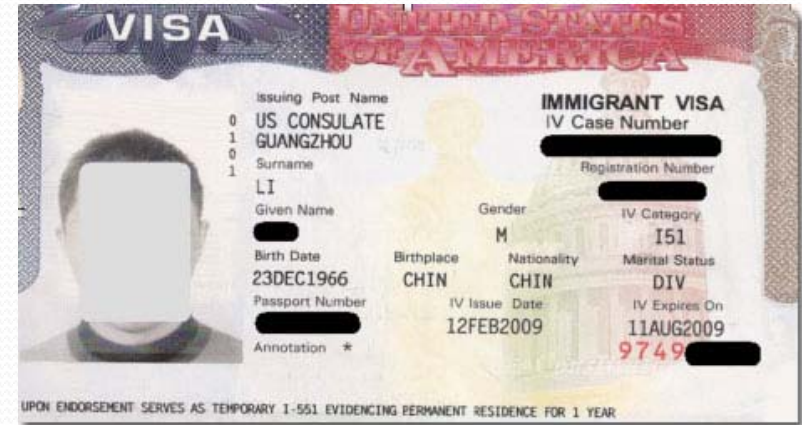 VISA UNITED STATES
OF AMERICA
Issuing Post Name IMMIGRANT VISA
0 US CONSULATE IV Case Number
1 GUANGZHOU
0 Surname Registration Number
1
LI
Given Name Gender IV Category
M I51
Birth Date Birthplace Nationality Marital Status
23DEC1966 CHIN CHIN DIV
Passport Number IV Issue Date IV Expires On
12FEB2009 11AUG2009
Annotation * 9749
UPON ENDORSEMENT SERVES AS TEMPORARY I-551 EVIDENCING PERMANENT RESIDENCE FOR 1 YEAR